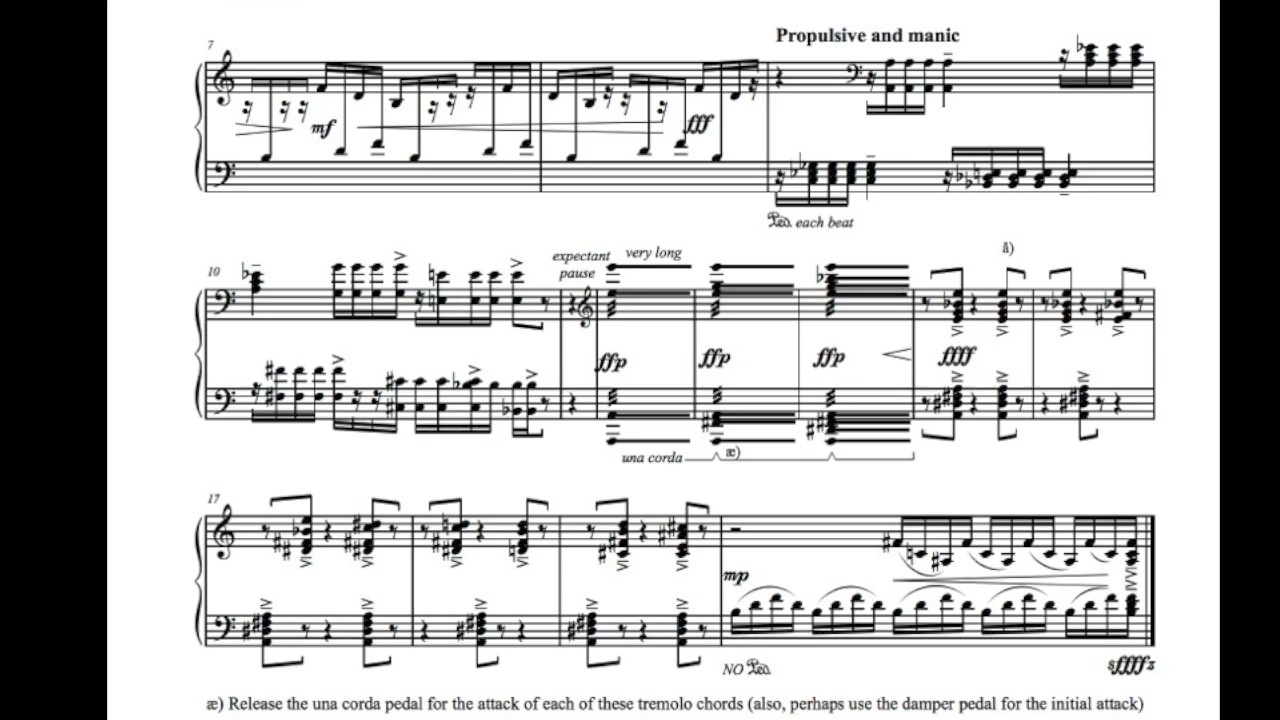 Propulsive and manic
7
mf
fff
Ped. each beat
10
expectant
pause
very long
å)
ffp
ffp
ffp
ffff
una corda
æ)
17
mp
NO Ped.
sffffz
æ) Release the una corda pedal for the attack of each of these tremolo chords (also, perhaps use the damper pedal for the initial attack)